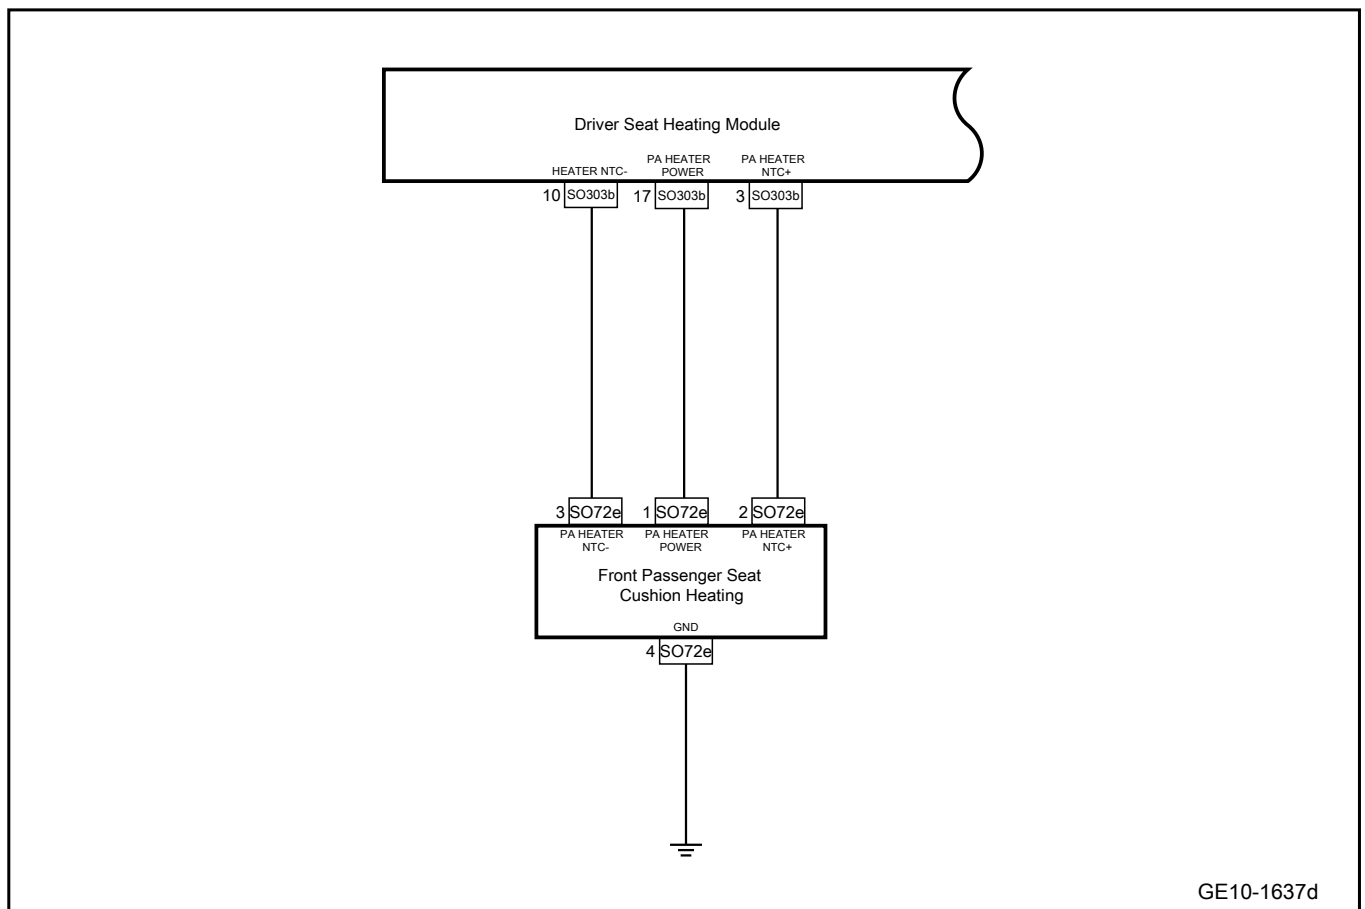 Driver Seat Heating Module
HEATER NTC-
PA HEATER
POWER
PA HEATER
NTC+
10 SO303b
17 SO303b
3 SO303b
3 SO72e
1 SO72e
2 SO72e
PA HEATER
NTC-
PA HEATER
POWER
PA HEATER
NTC+
Front Passenger Seat
Cushion Heating
GND
4 SO72e
GE10-1637d